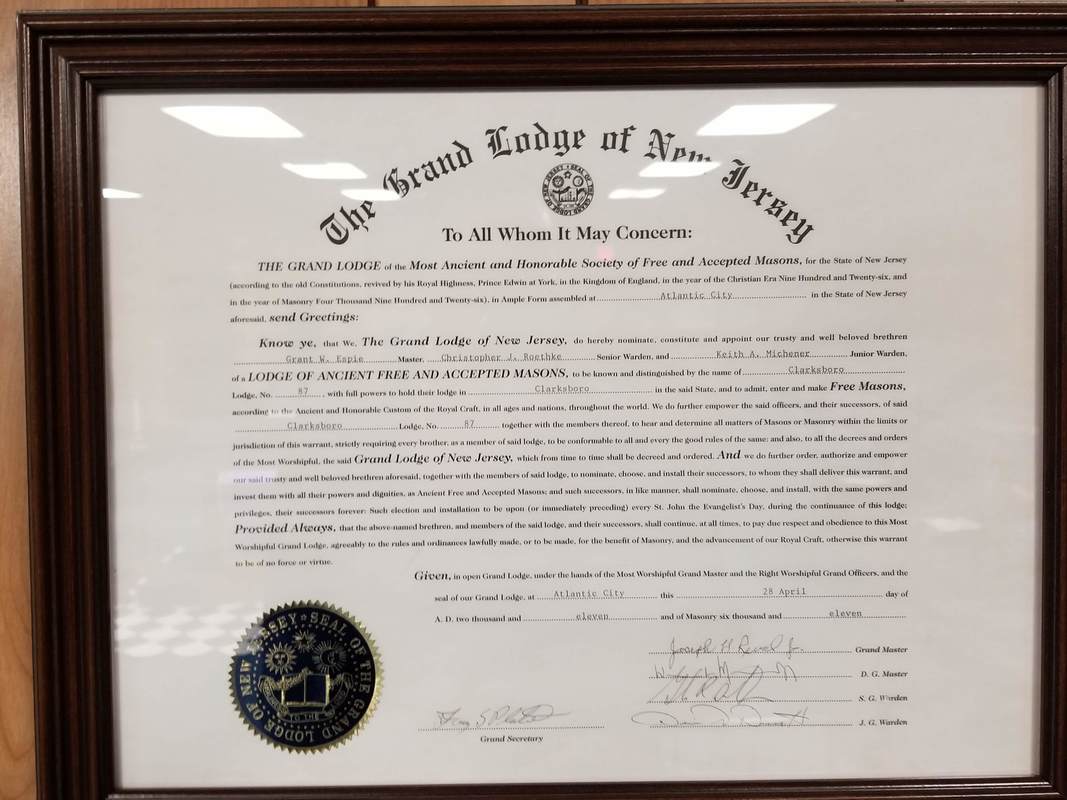 The Grand Lodge of New Jersey
SEAL OF THE GRAND LODGE OF NEW JERSEY
To All Whom It May Concern:
THE GRAND LODGE of the Most Ancient and Honorable Society of Free and Accepted Masons, for the State of New Jersey
(according to the old Constitutions, revived by his Royal Highness, Prince Edwin at York, in the Kingdom of England, in the year of the Christian Era Nine Hundred and Twenty-six, and
in the year of Masonry Four Thousand Nine Hundred and Twenty-six), in Ample Form assembled at Atlantic City in the State of New Jersey
aforesaid, send Greetings:
Know ye, that We, The Grand Lodge of New Jersey, do hereby nominate, constitute and appoint our trusty and well beloved brethren
Grant W. Espie Master, Christopher J. Roethke Senior Warden, and Keith A. Michener Junior Warden,
of a LODGE OF ANCIENT FREE AND ACCEPTED MASONS, to be known and distinguished by the name of Clarksboro
Lodge, No. 87, with full powers to hold their lodge in Clarksboro in the said State, and to admit, enter and make Free Masons,
according to the Ancient and Honorable Custom of the Royal Craft, in all ages and nations, throughout the world. We do further empower the said officers, and their successors, of said
Clarksboro Lodge, No. 87 together with the members thereof, to hear and determine all matters of Masons or Masonry within the limits or
jurisdiction of this warrant, strictly requiring every brother, as a member of said lodge, to be conformable to all and every the good rules of the same; and also, to all the decrees and orders
of the Most Worshipful, the said Grand Lodge of New Jersey, which from time to time shall be decreed and ordered. And we do further order, authorize and empower
our said trusty and well beloved brethren aforesaid, together with the members of said lodge, to nominate, choose, and install their successors, to whom they shall deliver this warrant, and
invest them with all their powers and dignities, as Ancient Free and Accepted Masons; and such successors, in like manner, shall nominate, choose, and install, with the same powers and
privileges, their successors forever: Such election and installation to be upon (or immediately preceding) every St. John the Evangelist's Day, during the continuance of this lodge;
Provided Always, that the above-named brethren, and members of the said lodge, and their successors, shall continue, at all times, to pay due respect and obedience to this Most
Worshipful Grand Lodge, agreeably to the rules and ordinances lawfully made, or to be made, for the benefit of Masonry, and the advancement of our Royal Craft, otherwise this warrant
to be of no force or virtue.
Given, in open Grand Lodge, under the hands of the Most Worshipful Grand Master and the Right Worshipful Grand Officers, and the
seal of our Grand Lodge, at Atlantic City this 28 April day of
A. D. two thousand and eleven and of Masonry six thousand and eleven
Joseph H Grand Master
D. G. Master
S. G. Warden
J. G. Warden
Grand Secretary
SEAL OF THE GRAND LODGE OF NEW JERSEY